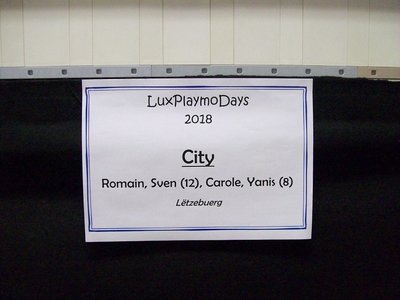 LuxPlaymoDays
2018
City
Romain, Sven (12), Carole, Yanis (8)
Lëtzebuerg